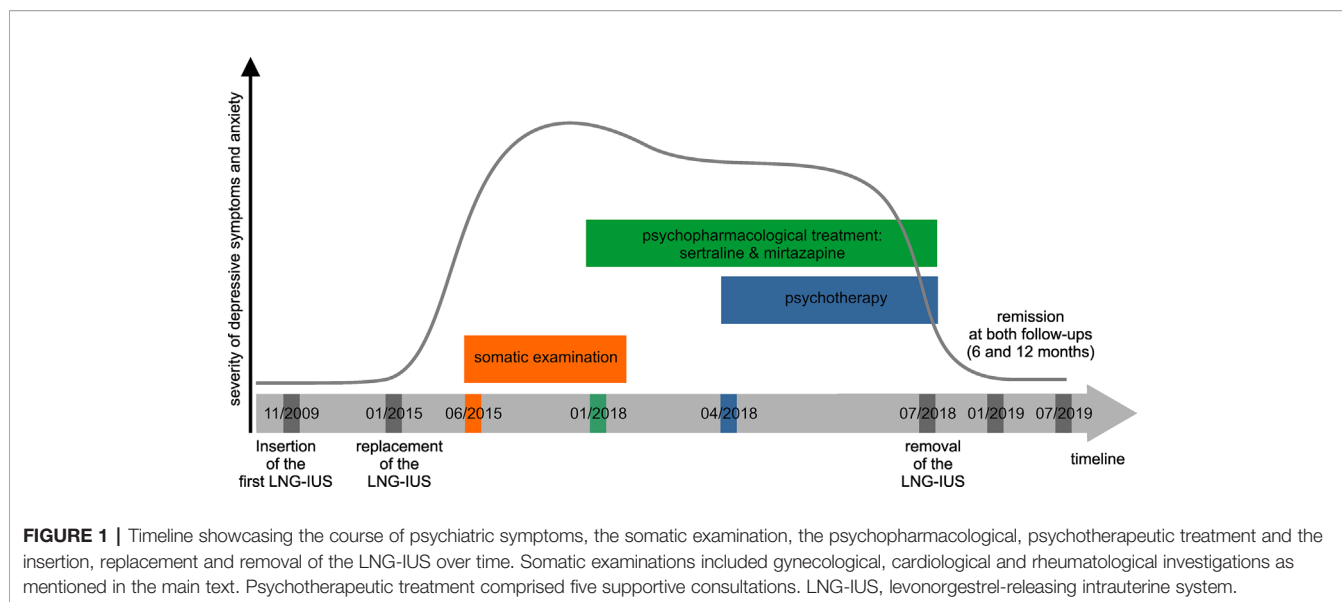 severity of depressive symptoms and anxiety
psychopharmacological treatment:
sertraline & mirtazapine
psychotherapy
somatic examination
remission
at both follow-ups
(6 and 12 months)
11/2009
01/2015
06/2015
01/2018
04/2018
07/2018
01/2019
07/2019
Insertion
of the
first LNG-IUS
replacement
of the
LNG-IUS
removal
of the
LNG-IUS
timeline
FIGURE 1 | Timeline showcasing the course of psychiatric symptoms, the somatic examination, the psychopharmacological, psychotherapeutic treatment and the
insertion, replacement and removal of the LNG-IUS over time. Somatic examinations included gynecological, cardiological and rheumatological investigations as
mentioned in the main text. Psychotherapeutic treatment comprised five supportive consultations. LNG-IUS, levonorgestrel-releasing intrauterine system.